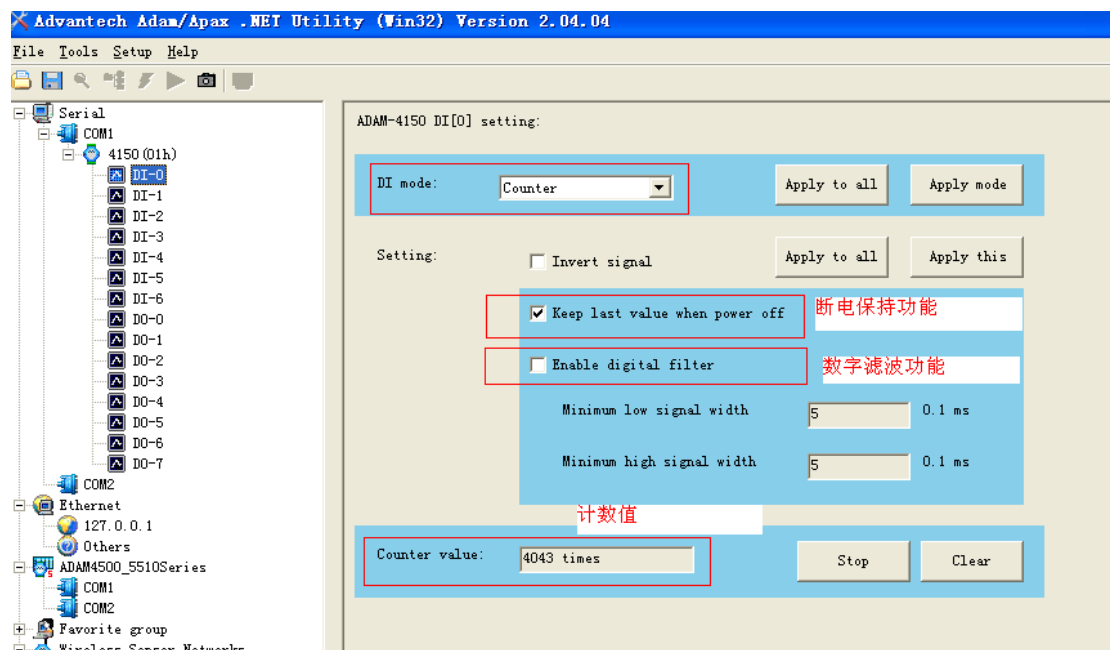 Advantech Adam/Apax .NET Utility (Win32) Version 2.04.04
File Tools Setup Help
Serial
COM1
4150(01h)
DI-0
DI-1
DI-2
DI-3
DI-4
DI-5
DI-6
DO-0
DO-1
DO-2
DO-3
DO-4
DO-5
DO-6
DO-7
COM2
Ethernet
127.0.0.1
Others
ADAM4500_5510Series
COM1
COM2
Favorite group
Wireless Sensor Networks
ADAM-4150 DI[0] setting:
DI mode: Counter Apply to all Apply mode
Setting: Invert signal Apply to all Apply this
Keep last value when power off 断电保持功能
Enable digital filter 数字滤波功能
Minimum low signal width 5 0.1 ms
Minimum high signal width 5 0.1 ms
计数值
Counter value: 4043 times Stop Clear